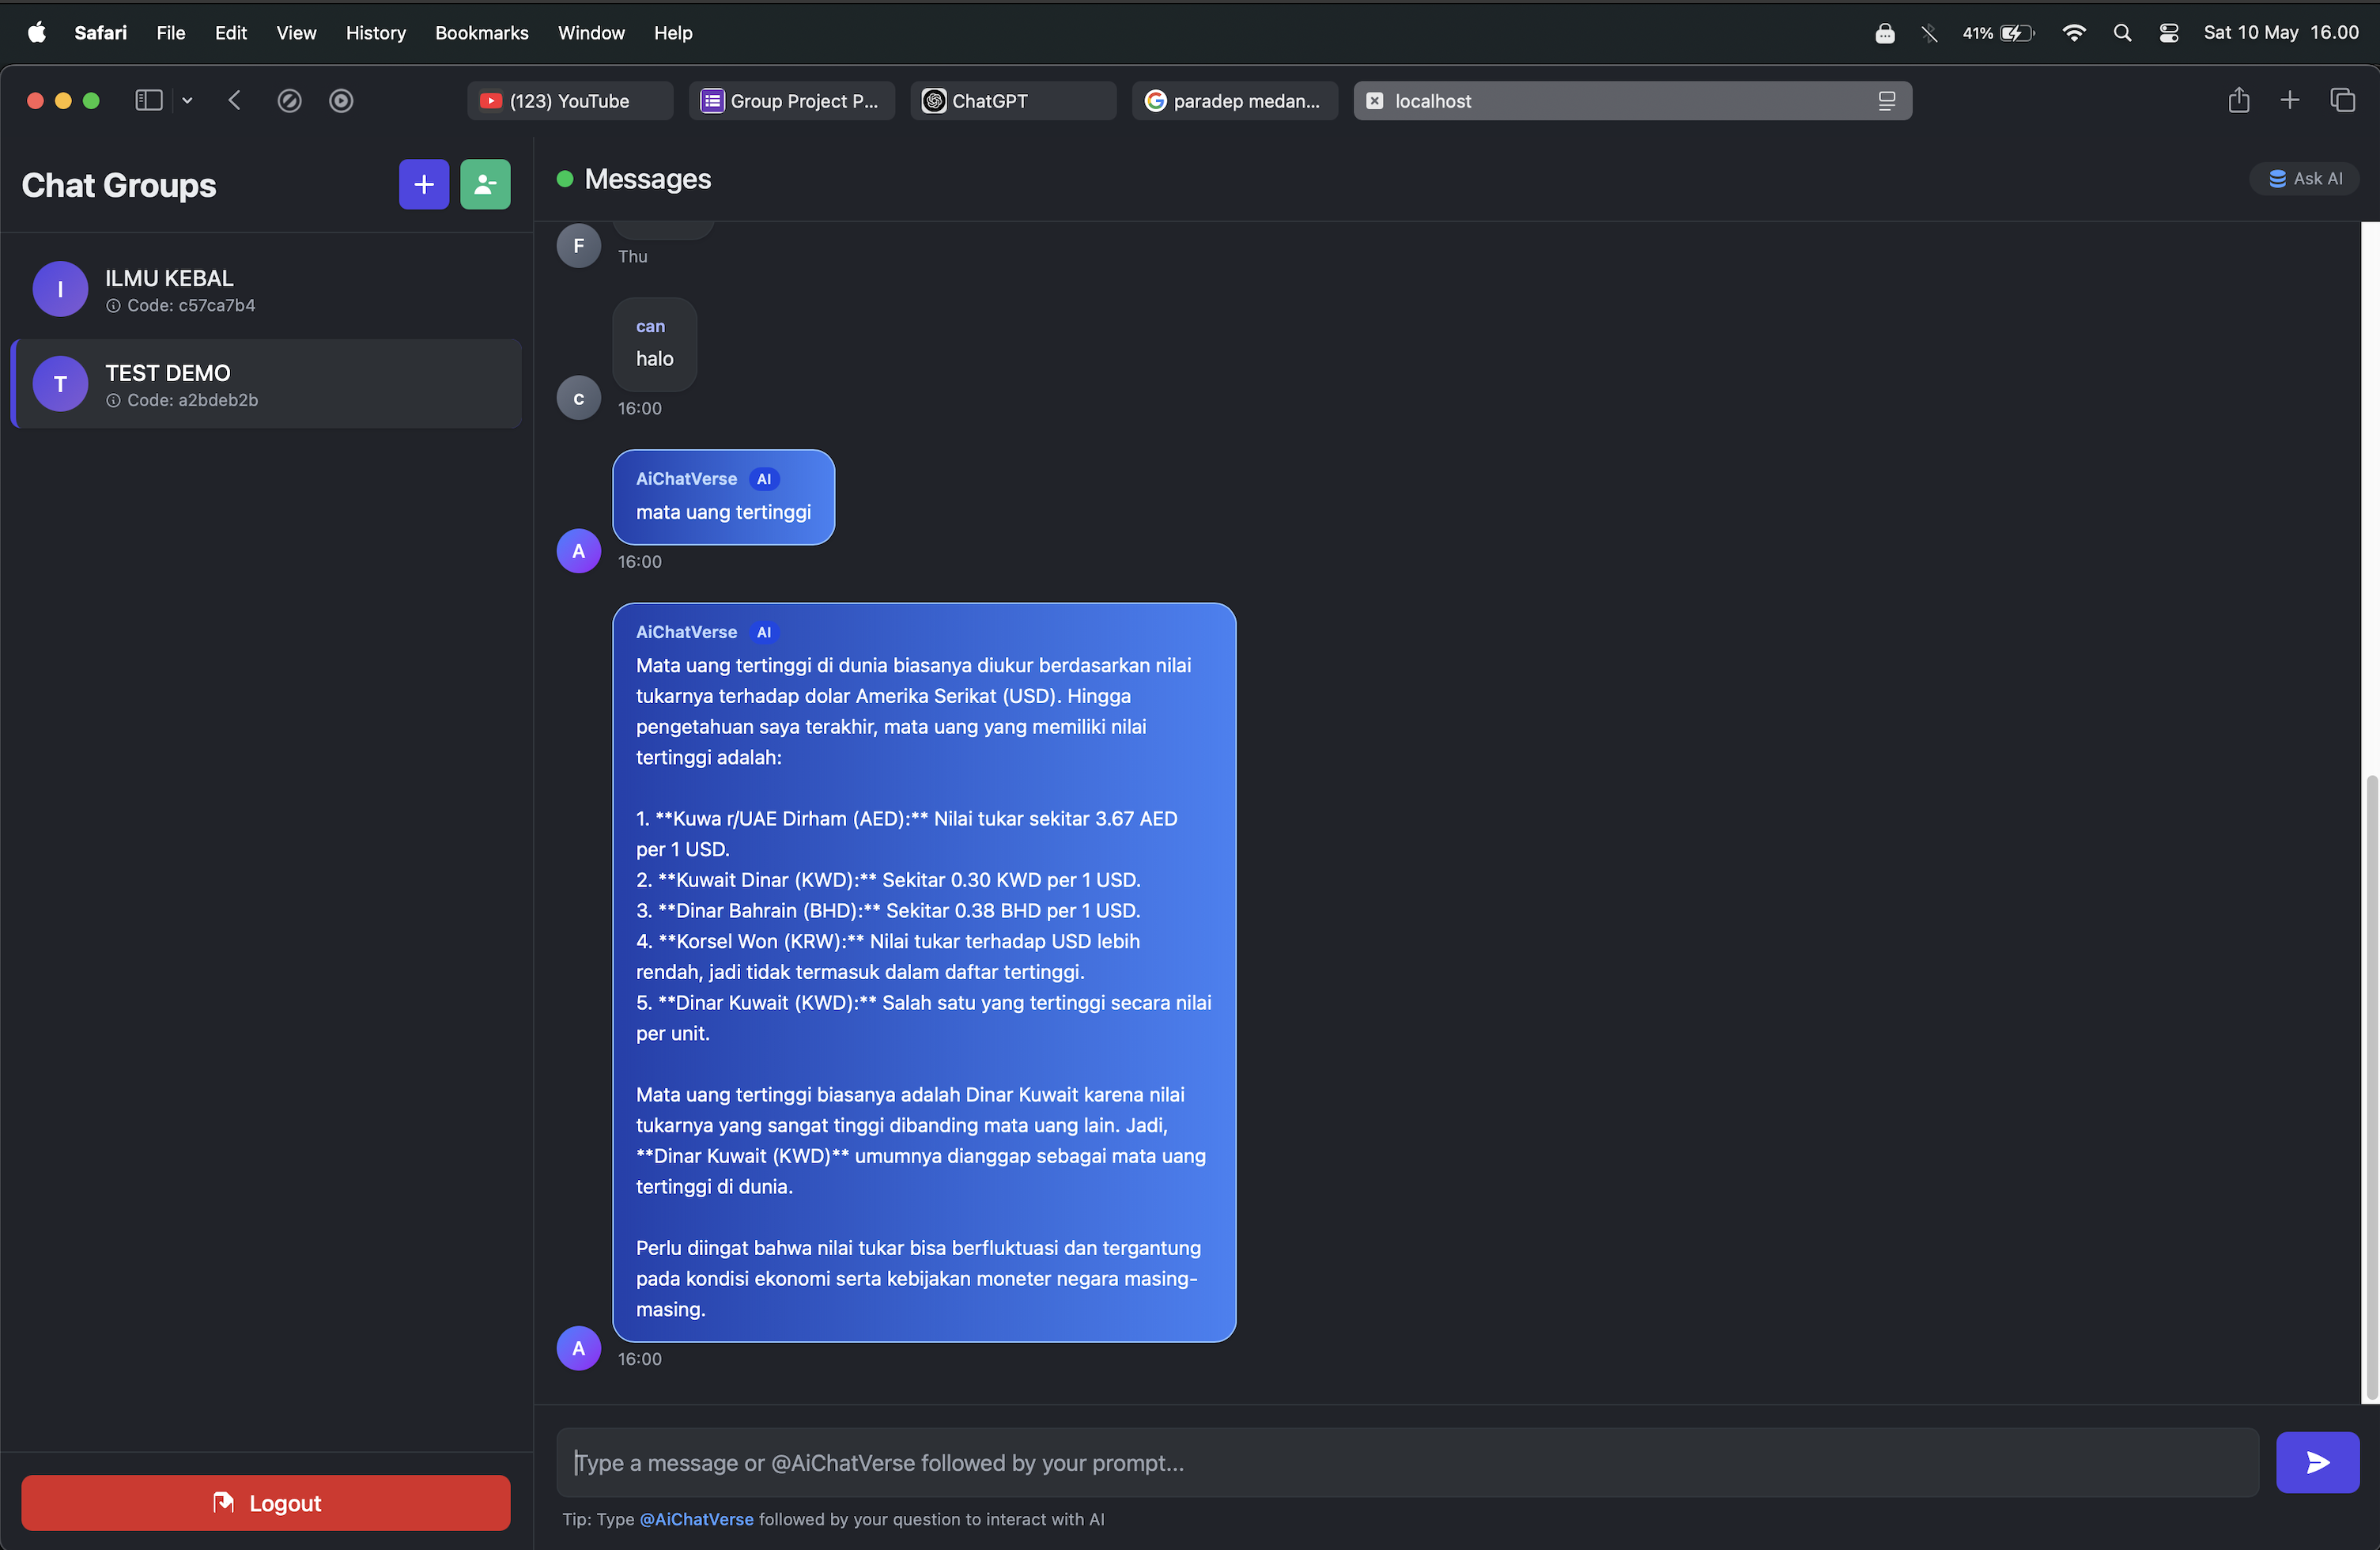 Safari File Edit View History Bookmarks Window Help 41% Sat 10 May 16.00
(123) YouTube
Group Project P...
ChatGPT
paradep medan...
localhost
Chat Groups
I
ILMU KEBAL
Code: c57ca7b4
T
TEST DEMO
Code: a2bdeb2b
Logout
Messages
Ask AI
F
Thu
can
halo
c
16:00
AiChatVerse AI
mata uang tertinggi
A
16:00
AiChatVerse AI
Mata uang tertinggi di dunia biasanya diukur berdasarkan nilai
tukarnya terhadap dolar Amerika Serikat (USD). Hingga
pengetahuan saya terakhir, mata uang yang memiliki nilai
tertinggi adalah:
1. **Kuwa r/UAE Dirham (AED):** Nilai tukar sekitar 3.67 AED
per 1 USD.
2. **Kuwait Dinar (KWD):** Sekitar 0.30 KWD per 1 USD.
3. **Dinar Bahrain (BHD):** Sekitar 0.38 BHD per 1 USD.
4. **Korsel Won (KRW):** Nilai tukar terhadap USD lebih
rendah, jadi tidak termasuk dalam daftar tertinggi.
5. **Dinar Kuwait (KWD):** Salah satu yang tertinggi secara nilai
per unit.
Mata uang tertinggi biasanya adalah Dinar Kuwait karena nilai
tukarnya yang sangat tinggi dibanding mata uang lain. Jadi,
**Dinar Kuwait (KWD)** umumnya dianggap sebagai mata uang
tertinggi di dunia.
Perlu diingat bahwa nilai tukar bisa berfluktuasi dan tergantung
pada kondisi ekonomi serta kebijakan moneter negara masing-
masing.
A
16:00
Type a message or @AiChatVerse followed by your prompt...
Tip: Type @AiChatVerse followed by your question to interact with AI